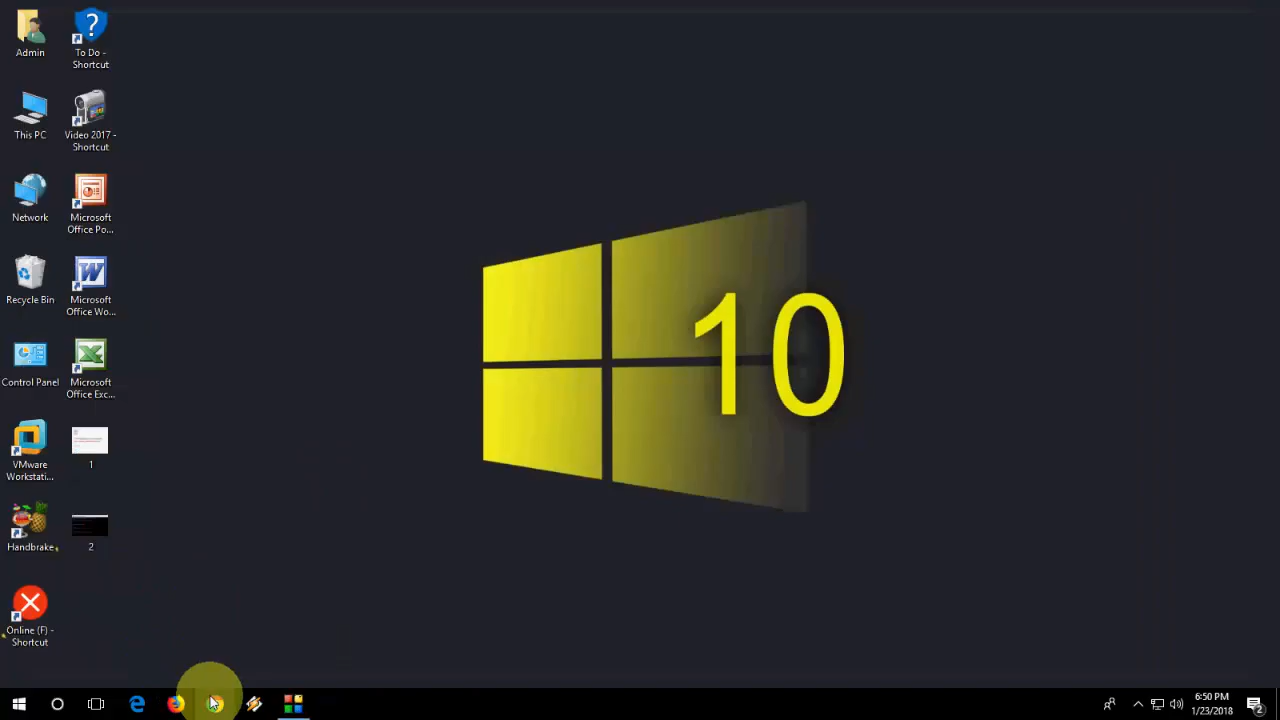 Admin
To Do -
Shortcut
This PC
Video 2017 -
Shortcut
Network
Microsoft
Office Po...
Recycle Bin
Microsoft
Office Wo...
Control Panel
Microsoft
Office Exc...
VMware
Workstati...
1
Handbrake
2
Online (F) -
Shortcut
10
6:50 PM
1/23/2018
2